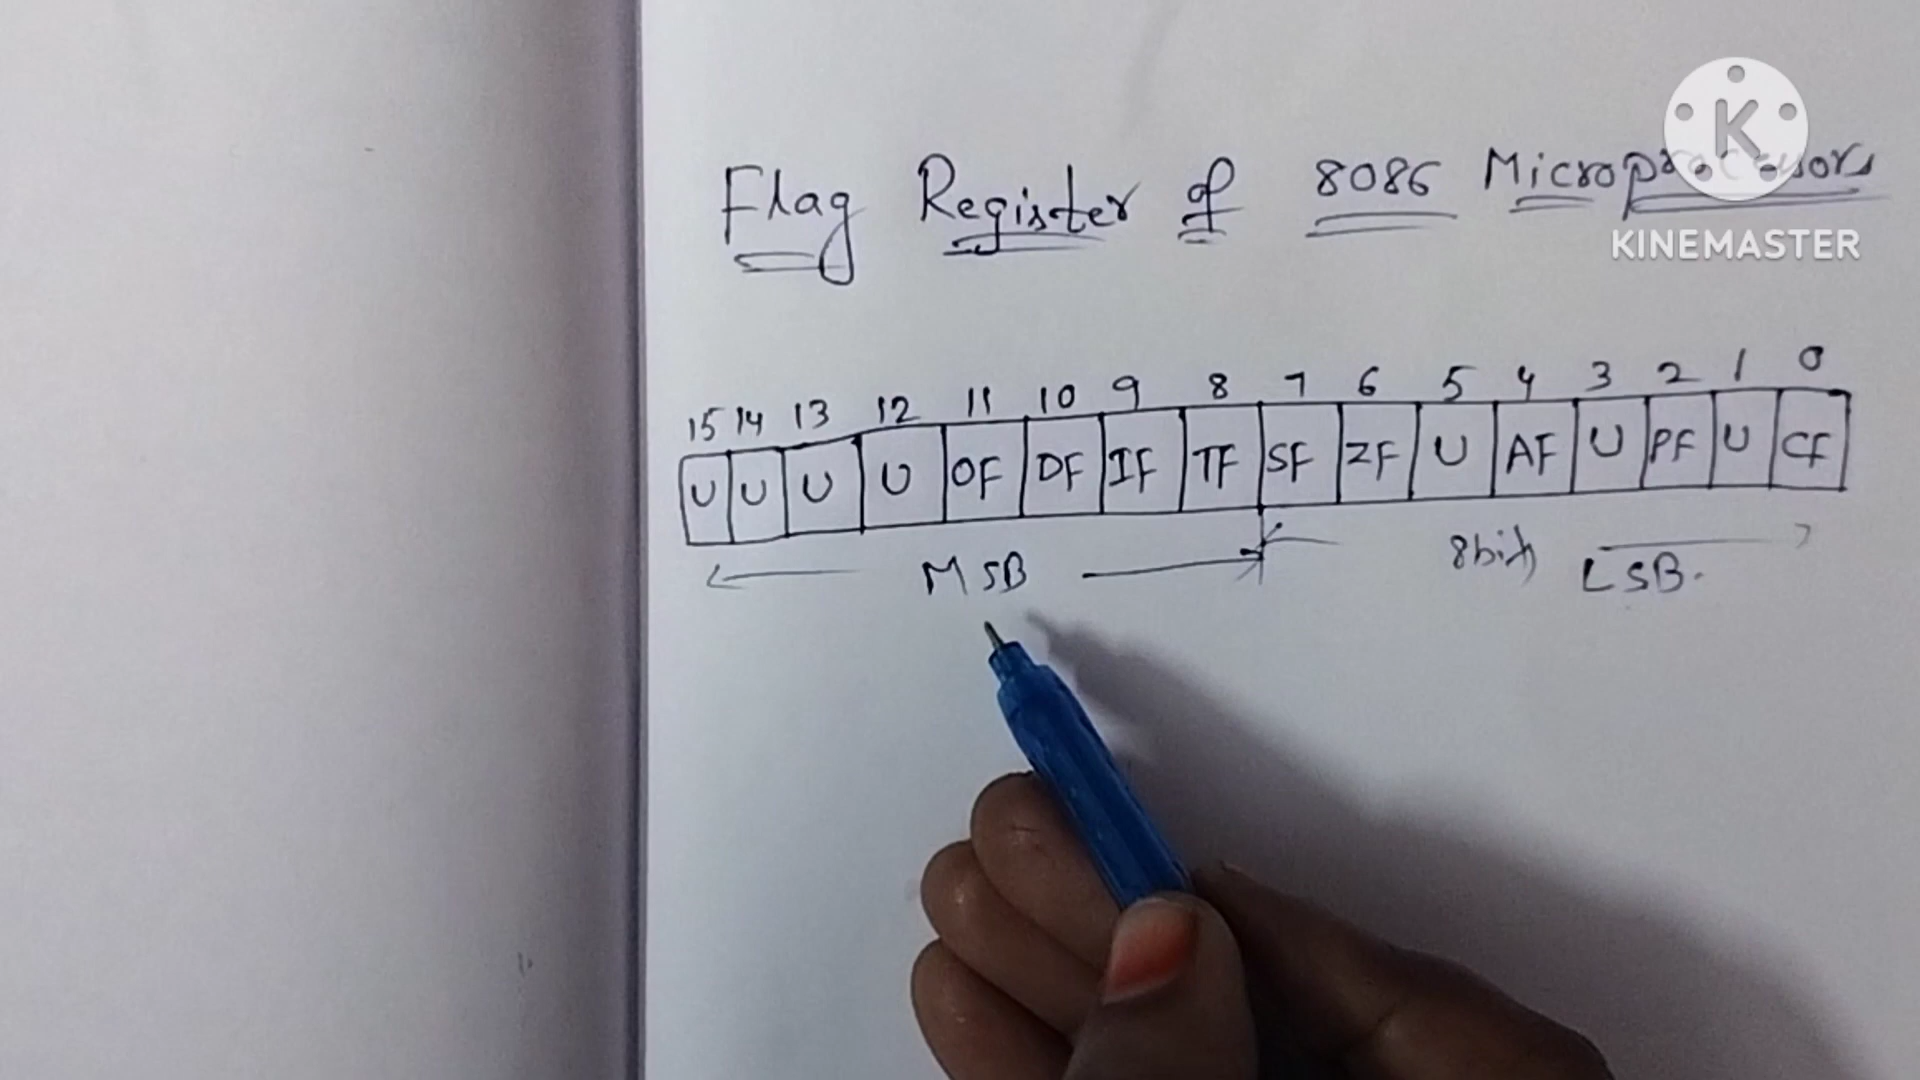 Flag Register of 8086 Microprocessors
K
KINEMASTER
15 14 13 12 11 10 9 8 7 6 5 4 3 2 1 0
U U U U OF DF IF TF SF ZF U AF U PF U CF
MSB 8bit LSB.